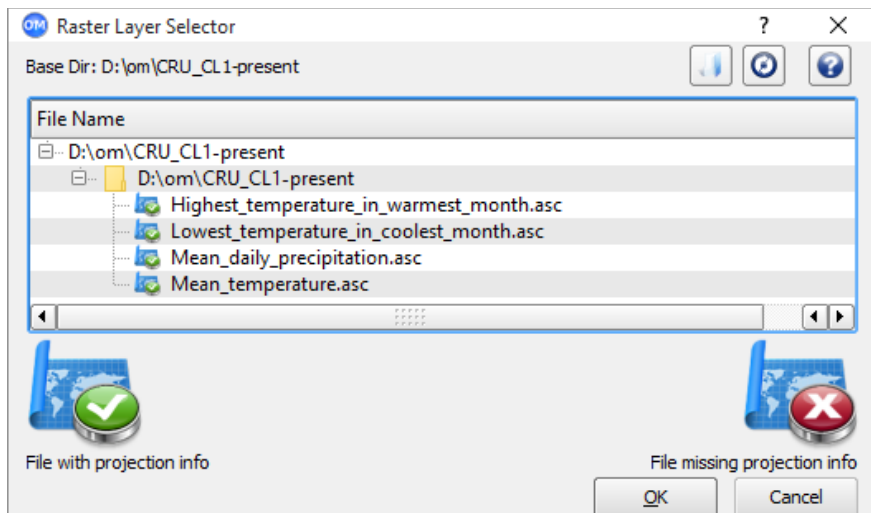 OM Raster Layer Selector ?
Base Dir: D:\om\CRU_CL1-present
File Name
D:\om\CRU_CL1-present
D:\om\CRU_CL1-present
Highest_temperature_in_warmest_month.asc
Lowest_temperature_in_coolest_month.asc
Mean_daily_precipitation.asc
Mean_temperature.asc
File with projection info
File missing projection info
OK Cancel